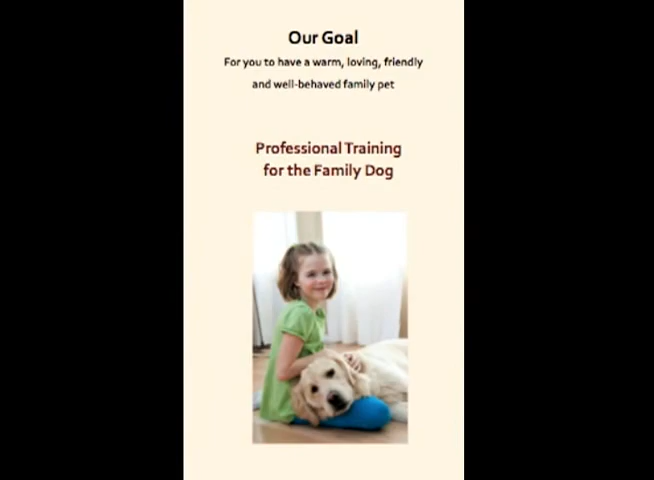 Our Goal
For you to have a warm, loving, friendly
and well-behaved family pet
Professional Training
for the Family Dog